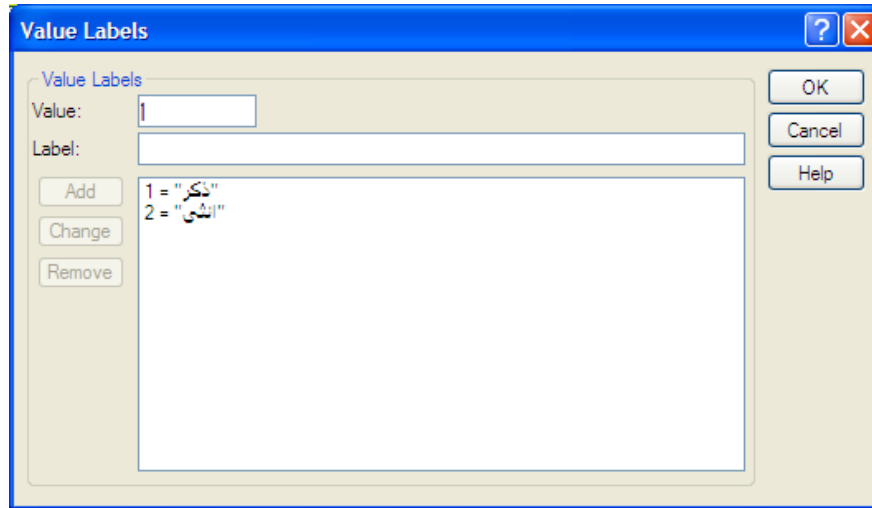 Value Labels
Value Labels
Value: 1
Label:
Add
Change
Remove
1 = "ذكر"
2 = "انثى"
OK
Cancel
Help